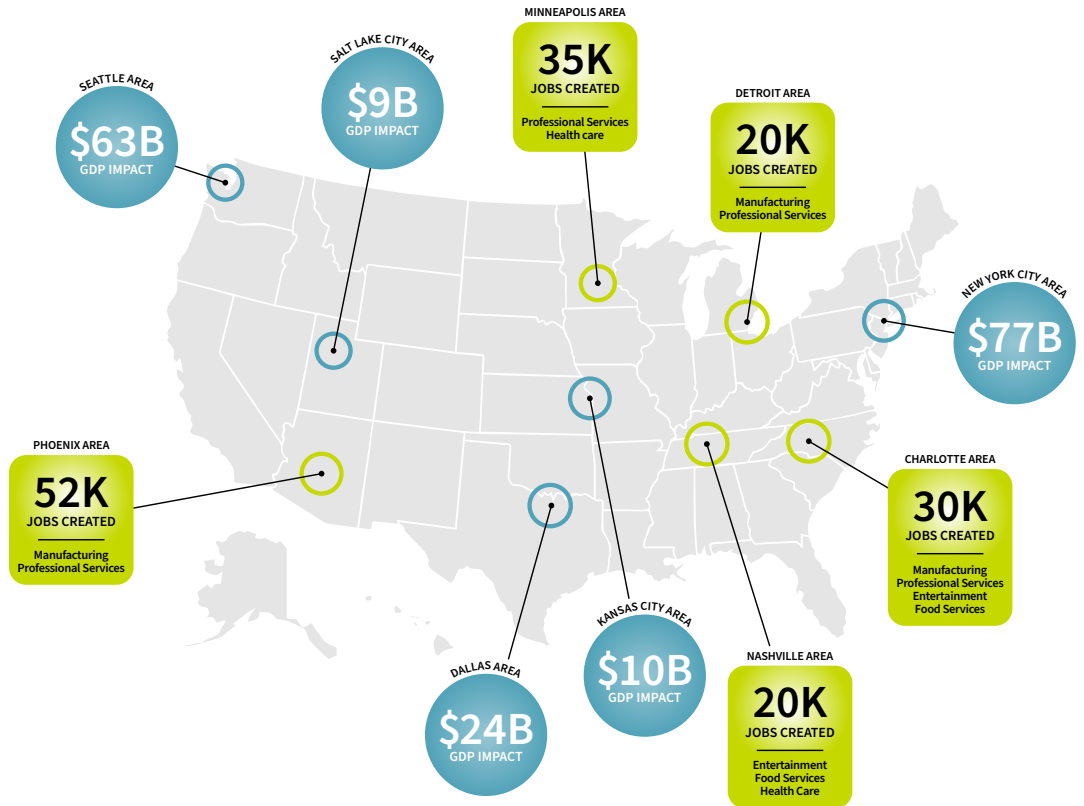 MINNEAPOLIS AREA
35K
JOBS CREATED
Professional Services
Health care
SALT LAKE CITY AREA
$9B
GDP IMPACT
SEATTLE AREA
$63B
GDP IMPACT
DETROIT AREA
20K
JOBS CREATED
Manufacturing
Professional Services
NEW YORK CITY AREA
$77B
GDP IMPACT
PHOENIX AREA
52K
JOBS CREATED
Manufacturing
Professional Services
CHARLOTTE AREA
30K
JOBS CREATED
Manufacturing
Professional Services
Entertainment
Food Services
KANSAS CITY AREA
$10B
GDP IMPACT
DALLAS AREA
$24B
GDP IMPACT
NASHVILLE AREA
20K
JOBS CREATED
Entertainment
Food Services
Health Care